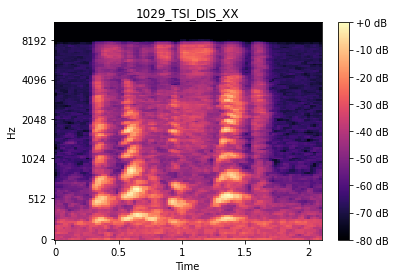 1029_TSI_DIS_XX
Hz
8192
4096
2048
1024
512
0
0
0.5
1
1.5
2
Time
+0 dB
-10 dB
-20 dB
-30 dB
-40 dB
-50 dB
-60 dB
-70 dB
-80 dB